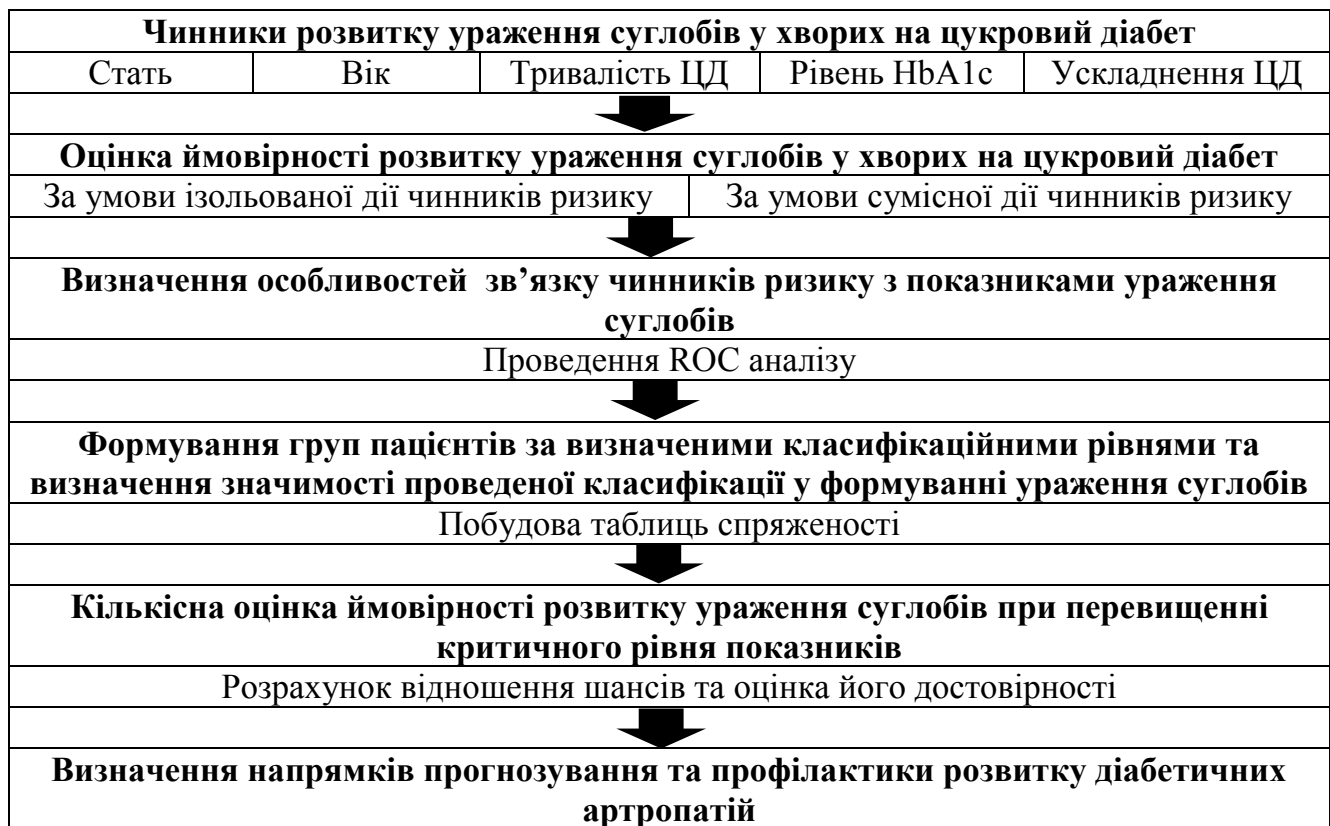 Чинники розвитку ураження суглобів у хворих на цукровий діабет
Стать Вік Тривалість ЦД Рівень HbA1c Ускладнення ЦД
Оцінка ймовірності розвитку ураження суглобів у хворих на цукровий діабет
За умови ізольованої дії чинників ризику За умови сумісної дії чинників ризику
Визначення особливостей зв’язку чинників ризику з показниками ураження
суглобів
Проведення ROC аналізу
Формування груп пацієнтів за визначеними класифікаційними рівнями та
визначення значимості проведеної класифікації у формуванні ураження суглобів
Побудова таблиць спряженості
Кількісна оцінка ймовірності розвитку ураження суглобів при перевищенні
критичного рівня показників
Розрахунок відношення шансів та оцінка його достовірності
Визначення напрямків прогнозування та профілактики розвитку діабетичних
артропатій